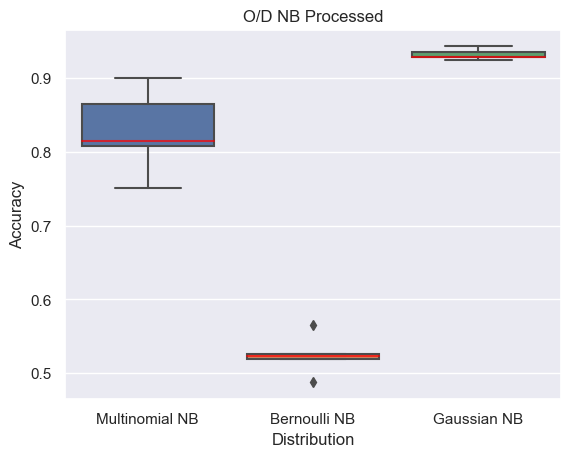 O/D NB Processed
Accuracy
0.9
0.8
0.7
0.6
0.5
Multinomial NB
Bernoulli NB
Gaussian NB
Distribution